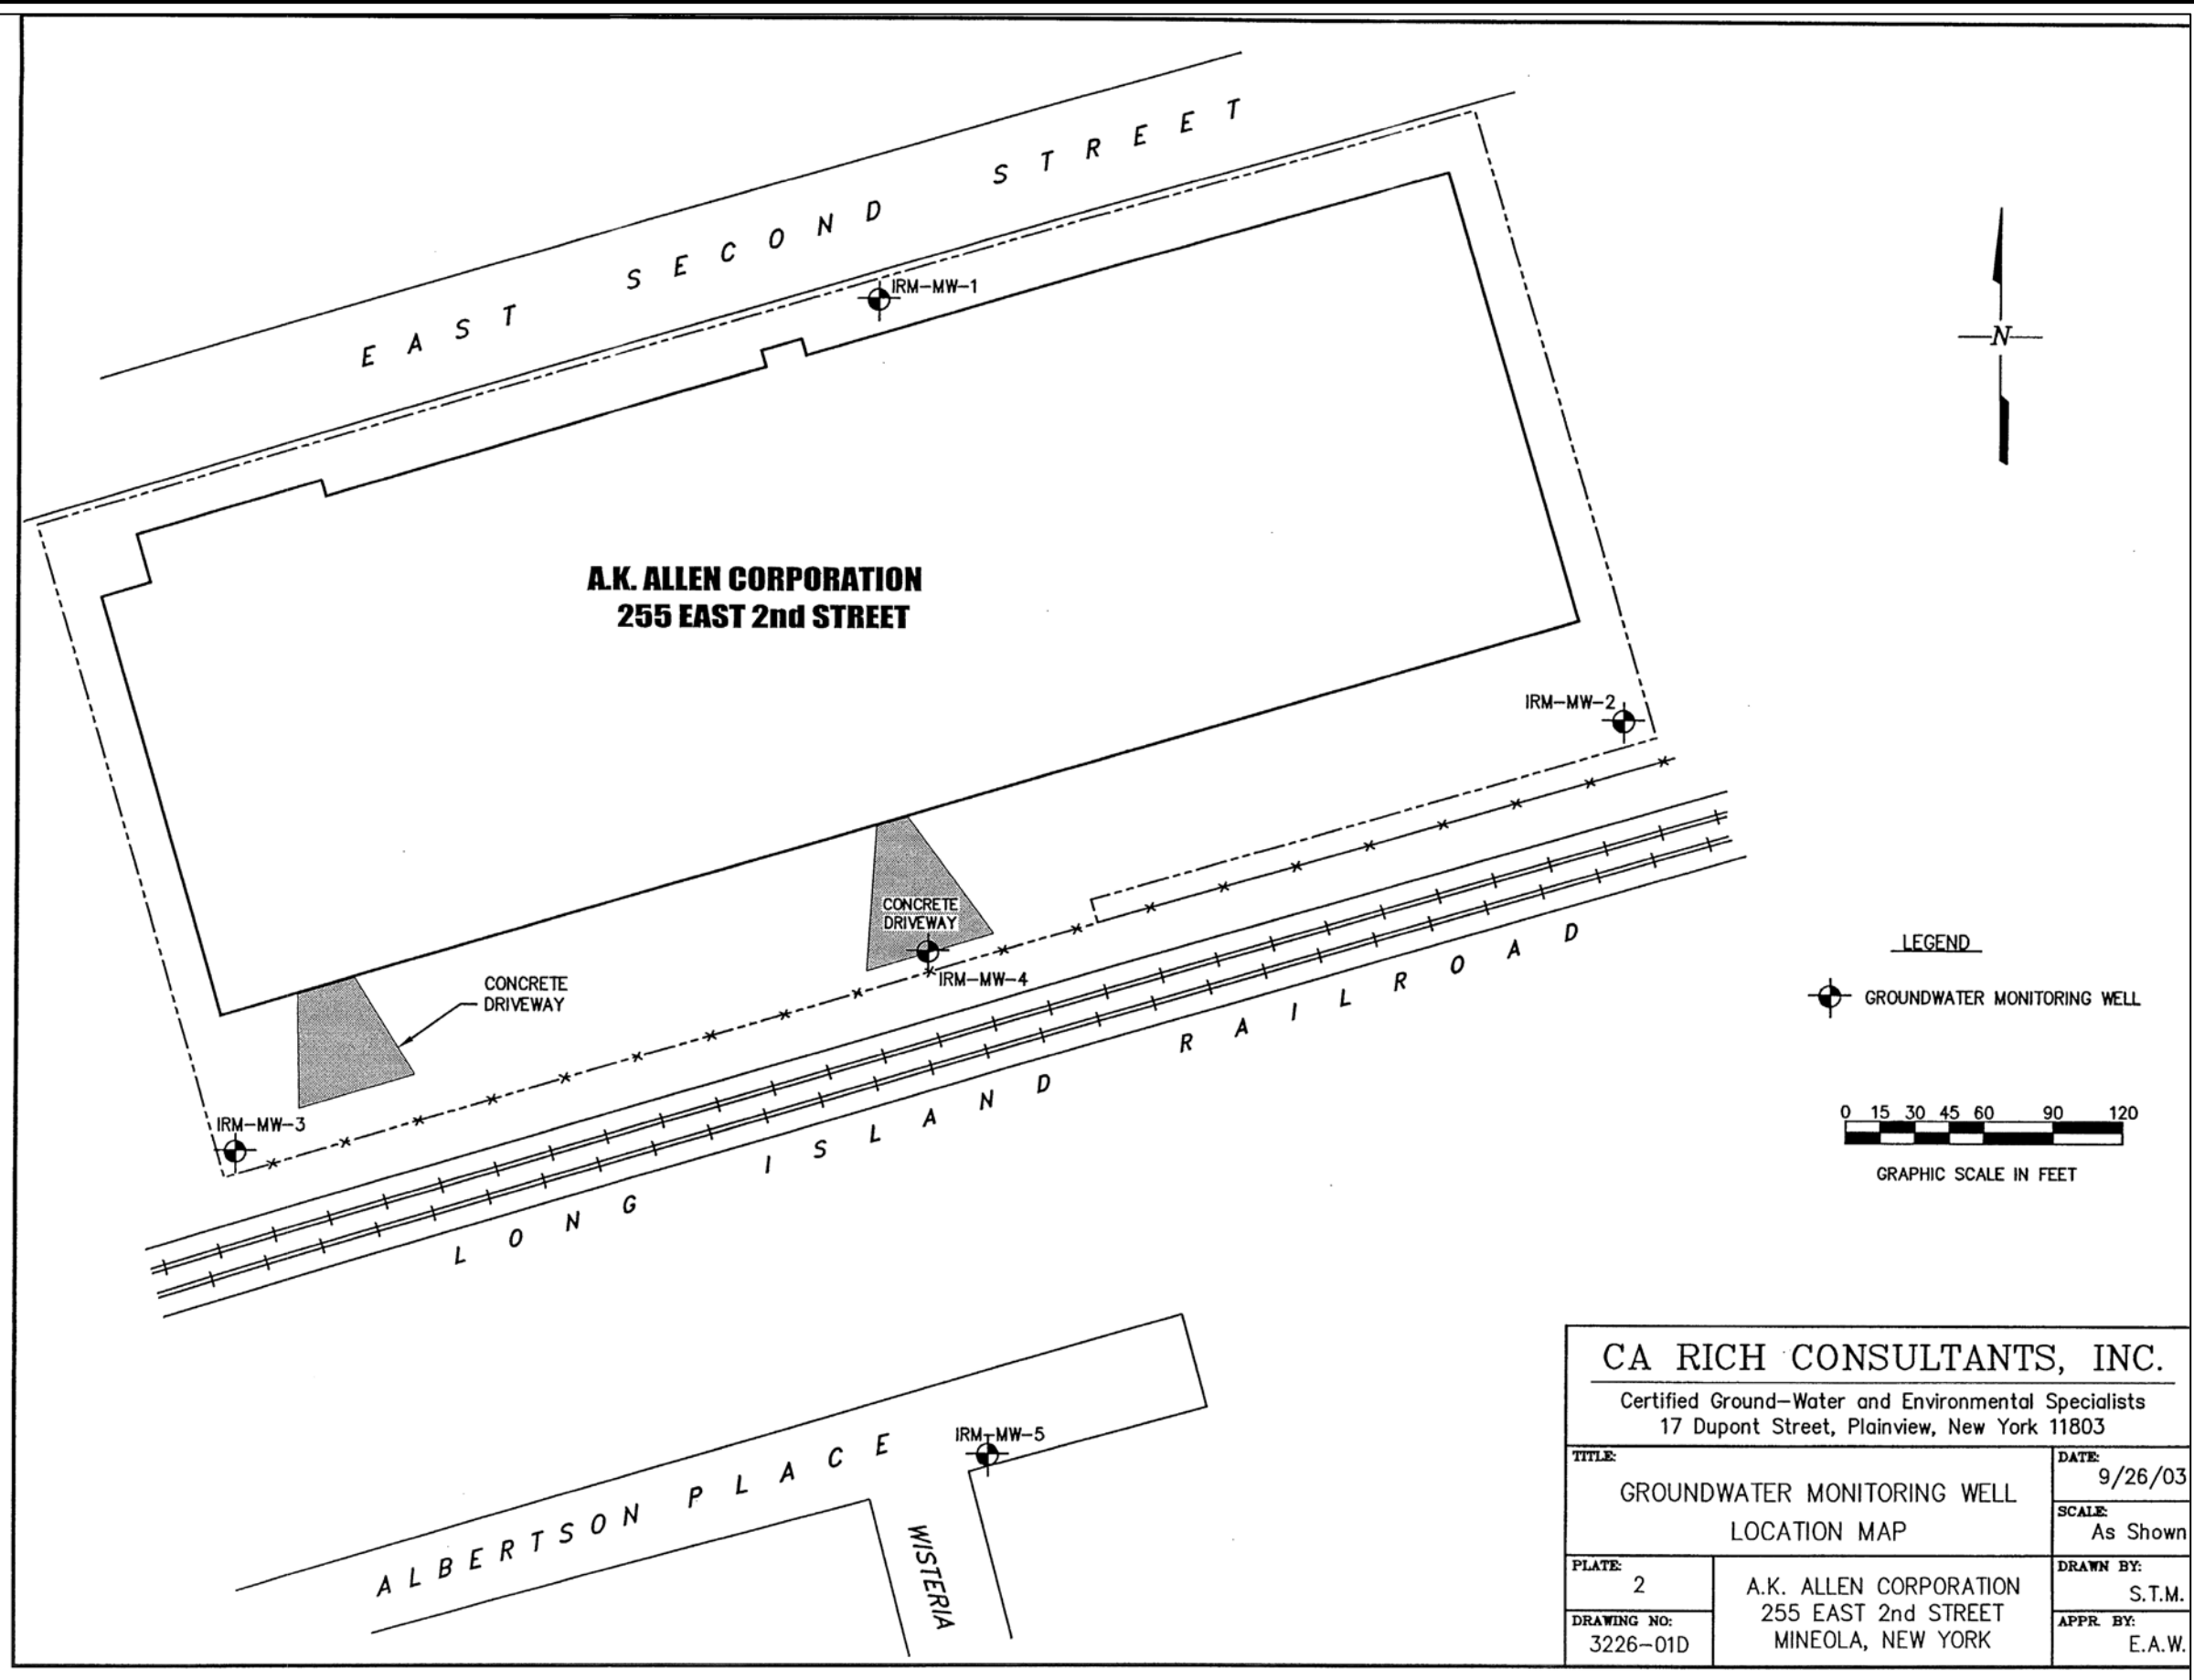 EAST SECOND STREET
IRM-MW-1
N
A.K. ALLEN CORPORATION
255 EAST 2nd STREET
IRM-MW-2
CONCRETE
DRIVEWAY
IRM-MW-4
CONCRETE
DRIVEWAY
IRM-MW-3
LONG ISLAND RAILROAD
LEGEND
GROUNDWATER MONITORING WELL
0 15 30 45 60 90 120
GRAPHIC SCALE IN FEET
IRM-MW-5
ALBERTSON PLACE
WISTERIA
CA RICH CONSULTANTS, INC.
Certified Ground-Water and Environmental Specialists
17 Dupont Street, Plainview, New York 11803
TITLE:
GROUNDWATER MONITORING WELL
LOCATION MAP
DATE:
9/26/03
SCALE:
As Shown
PLATE:
2
DRAWING NO:
3226-01D
A.K. ALLEN CORPORATION
255 EAST 2nd STREET
MINEOLA, NEW YORK
DRAWN BY:
S.T.M.
APPR. BY:
E.A.W.